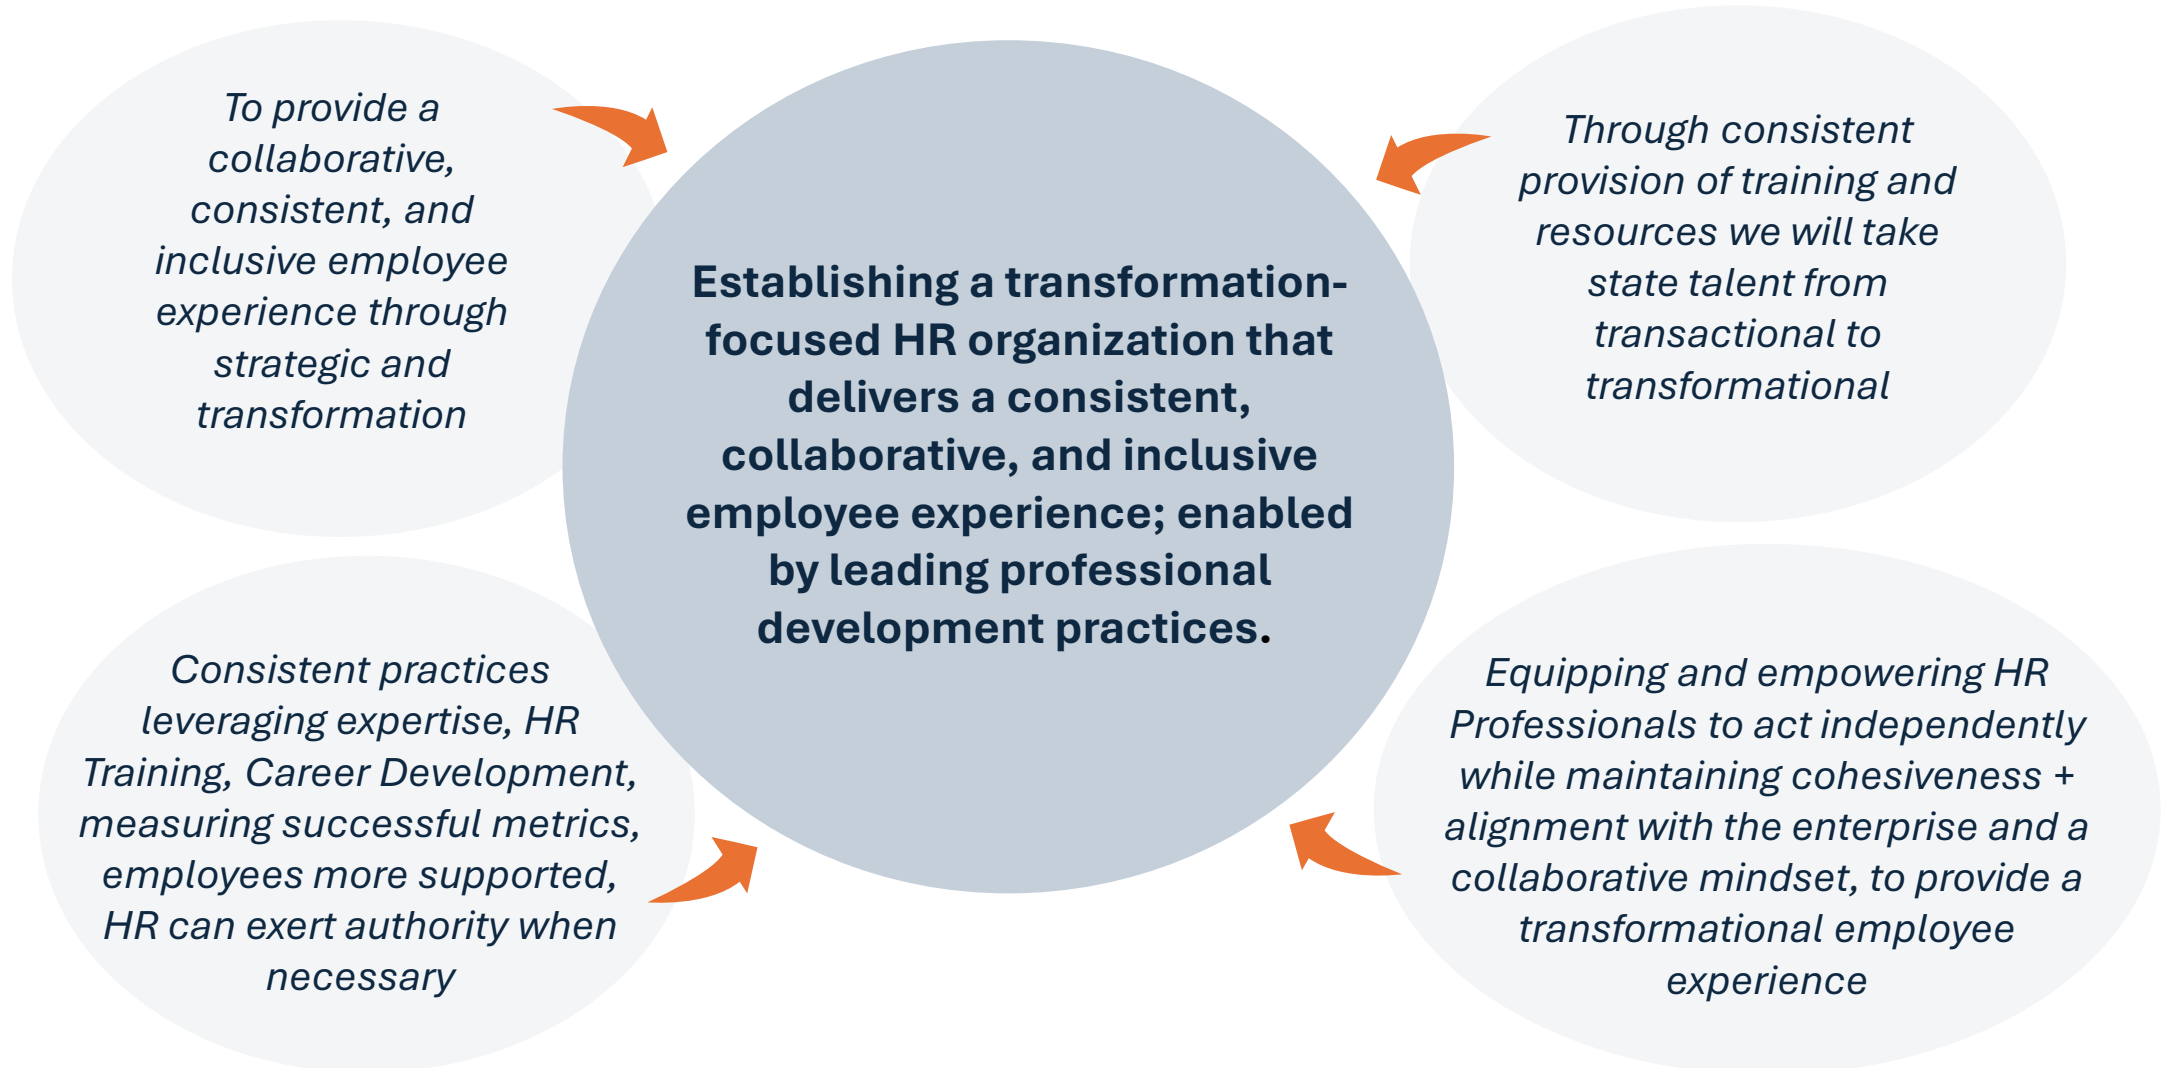 To provide a
collaborative,
consistent, and
inclusive employee
experience through
strategic and
transformation
Through consistent
provision of training and
resources we will take
state talent from
transactional to
transformational
Establishing a transformation-
focused HR organization that
delivers a consistent,
collaborative, and inclusive
employee experience; enabled
by leading professional
development practices.
Consistent practices
leveraging expertise, HR
Training, Career Development,
measuring successful metrics,
employees more supported,
HR can exert authority when
necessary
Equipping and empowering HR
Professionals to act independently
while maintaining cohesiveness +
alignment with the enterprise and a
collaborative mindset, to provide a
transformational employee
experience